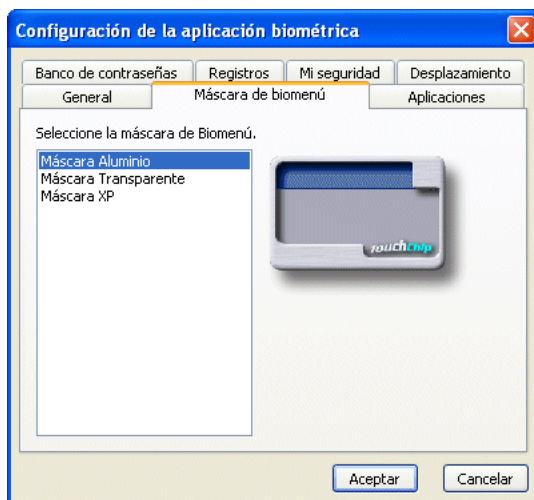 Configuración de la aplicación biométrica
Banco de contraseñas Registros Mi seguridad Desplazamiento
General Máscara de biomenú Aplicaciones
Seleccione la máscara de Biomenú.
Máscara Aluminio
Máscara Transparente
Máscara XP
TouchChip
Aceptar Cancelar